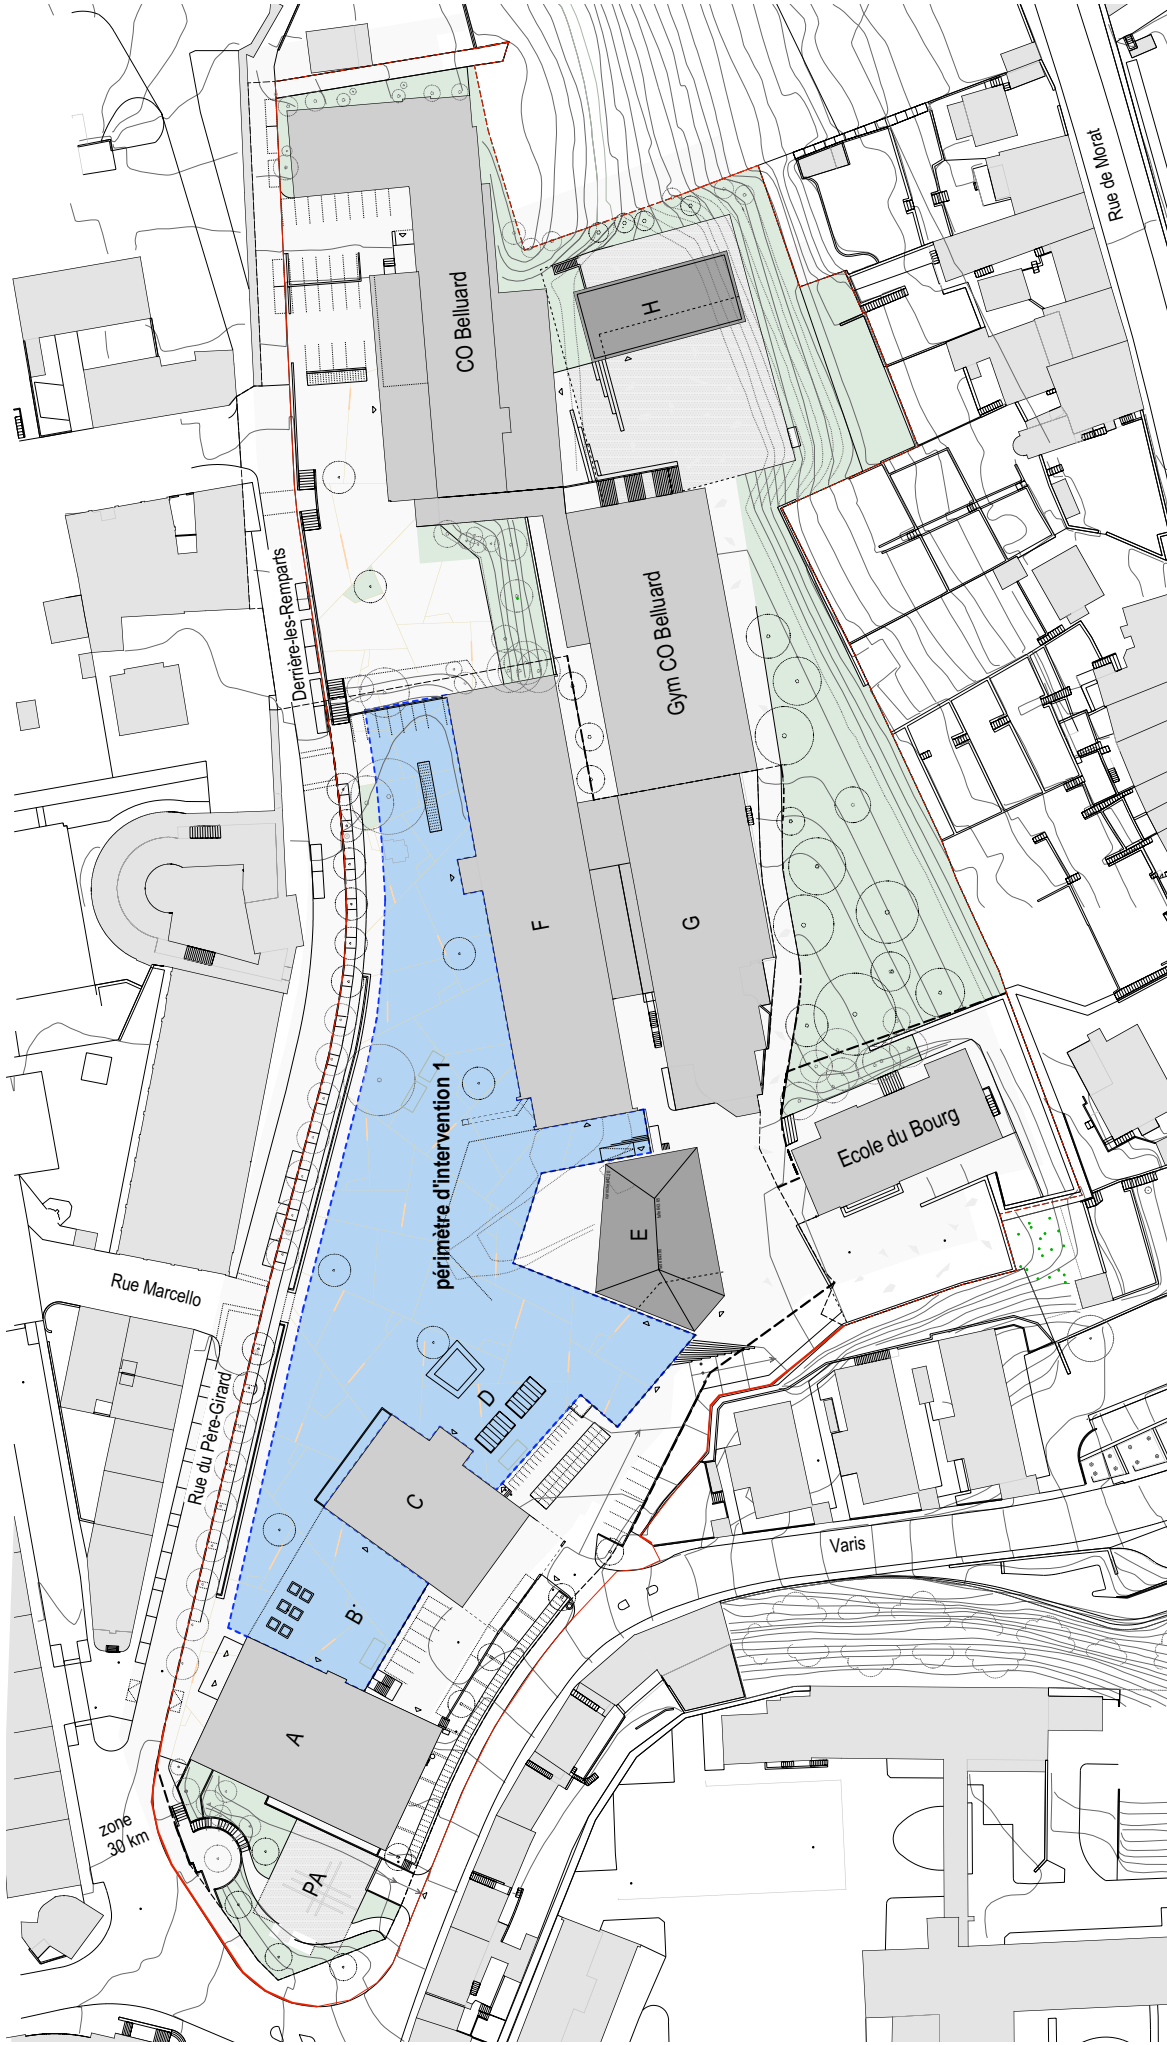 Rue de Morat
CO Belluard
H
Derrière-les-Remparts
Gym CO Belluard
F
G
périmètre d'intervention 1
Ecole du Bourg
E
Rue Marcello
Rue du Père-Girard
D
C
B
Varis
A
zone
30 km
PA